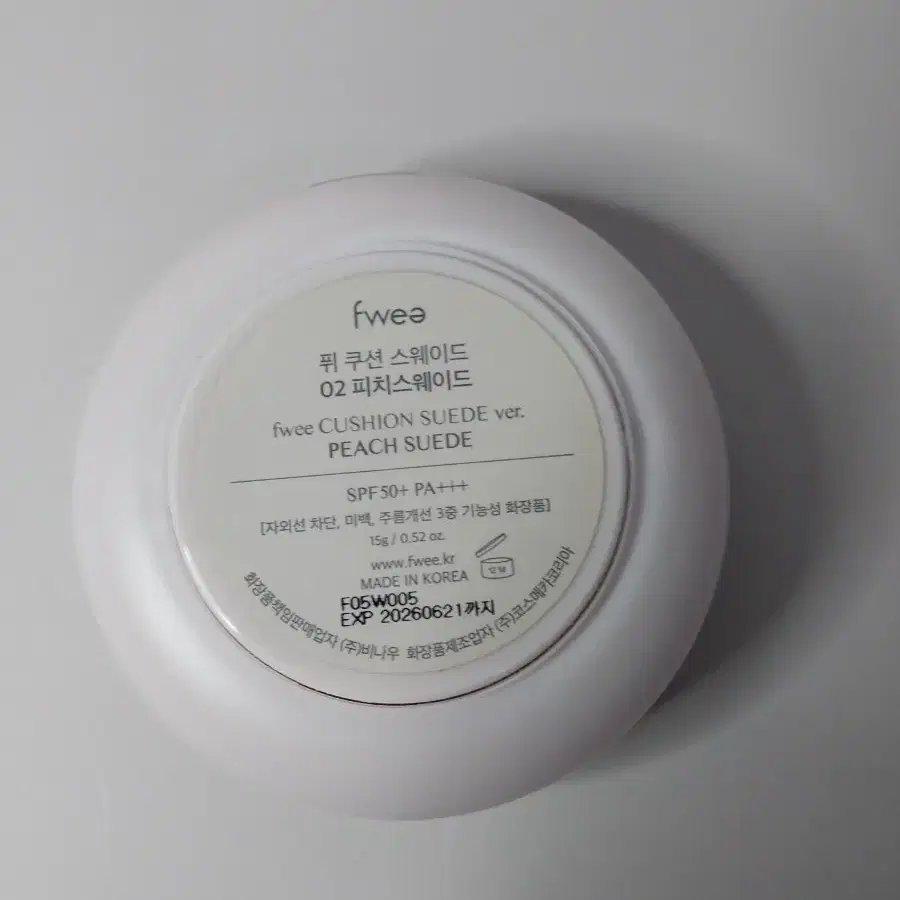 fwee
퓌 쿠션 스웨이드
02 피치스웨이드
fwee CUSHION SUEDE ver.
PEACH SUEDE
SPF50+ PA+++
[자외선 차단, 미백, 주름개선 3중 기능성 화장품]
15g / 0.52 oz.
www.fwee.kr
MADE IN KOREA
F05W005
EXP 20260621까지
화장품책임판매업자 (주)비나우 화장품제조업자 (주)코스메카코리아